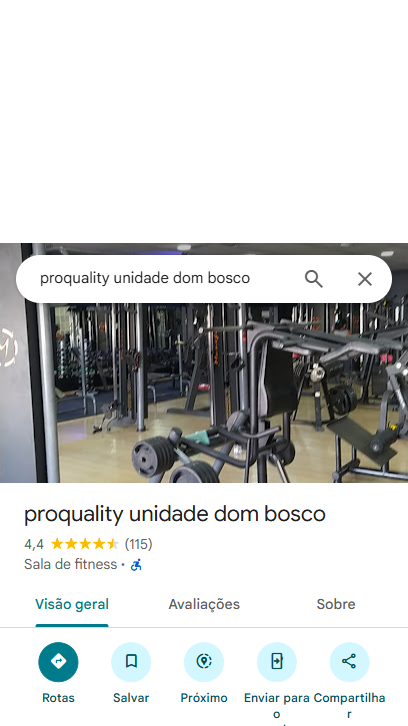 proquality unidade dom bosco
proquality unidade dom bosco
4,4 (115)
Sala de fitness ·
Visão geral Avaliações Sobre
Rotas Salvar Próximo Enviar para o Compartilhar